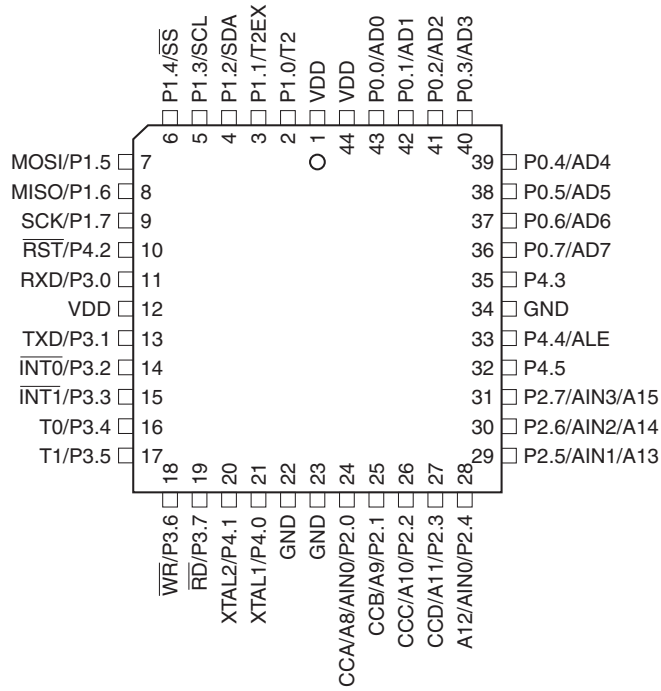 P1.4/S̅S̅
P1.3/SCL
P1.2/SDA
P1.1/T2EX
P1.0/T2
VDD
VDD
P0.0/AD0
P0.1/AD1
P0.2/AD2
P0.3/AD3
6 5 4 3 2 1 44 43 42 41 40
MOSI/P1.5 7 39 P0.4/AD4
MISO/P1.6 8 38 P0.5/AD5
SCK/P1.7 9 37 P0.6/AD6
R̅S̅T̅/P4.2 10 36 P0.7/AD7
RXD/P3.0 11 35 P4.3
VDD 12 34 GND
TXD/P3.1 13 33 P4.4/ALE
I̅N̅T̅0̅/P3.2 14 32 P4.5
I̅N̅T̅1̅/P3.3 15 31 P2.7/AIN3/A15
T0/P3.4 16 30 P2.6/AIN2/A14
T1/P3.5 17 29 P2.5/AIN1/A13
18 19 20 21 22 23 24 25 26 27 28
W̅R̅/P3.6
R̅D̅/P3.7
XTAL2/P4.1
XTAL1/P4.0
GND
GND
CCA/A8/AIN0/P2.0
CCB/A9/P2.1
CCC/A10/P2.2
CCD/A11/P2.3
A12/AIN0/P2.4